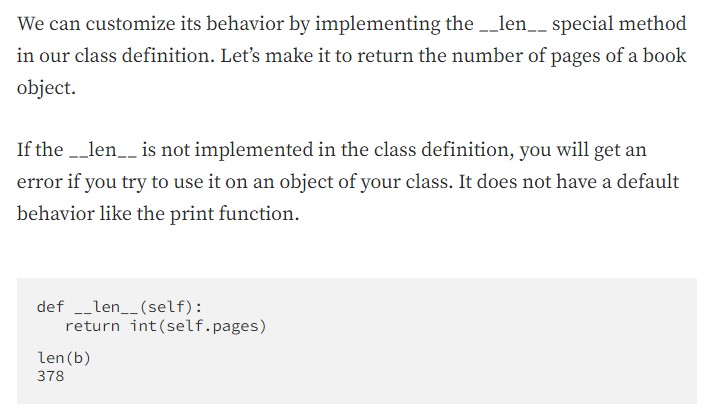 We can customize its behavior by implementing the __len__ special method
in our class definition. Let’s make it to return the number of pages of a book
object.
If the __len__ is not implemented in the class definition, you will get an
error if you try to use it on an object of your class. It does not have a default
behavior like the print function.
def __len__(self):
   return int(self.pages)
len(b)
378